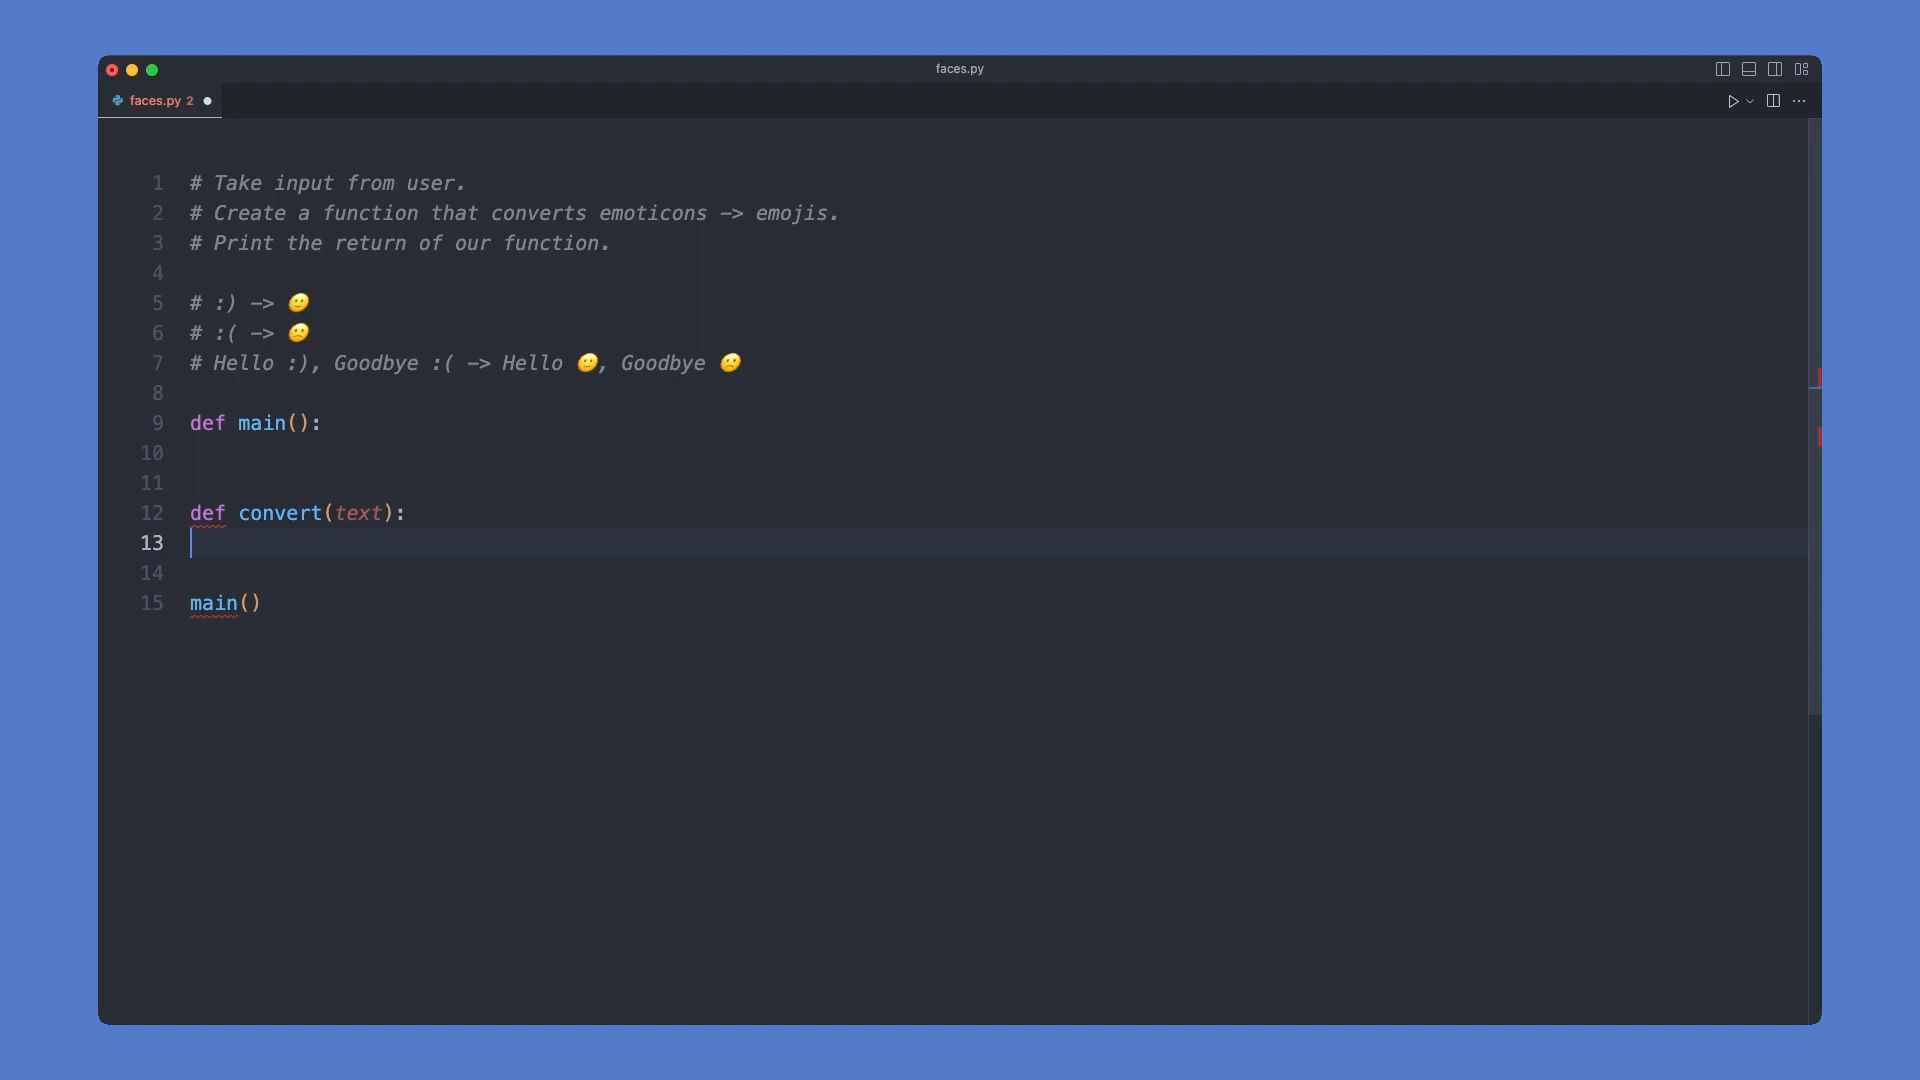 faces.py
faces.py 2
1 # Take input from user.
2 # Create a function that converts emoticons -> emojis.
3 # Print the return of our function.
4
5 # :) -> 🙂
6 # :( -> 🙁
7 # Hello :), Goodbye :( -> Hello 🙂, Goodbye 🙁
8
9 def main():
10
11
12 def convert(text):
13
14
15 main()